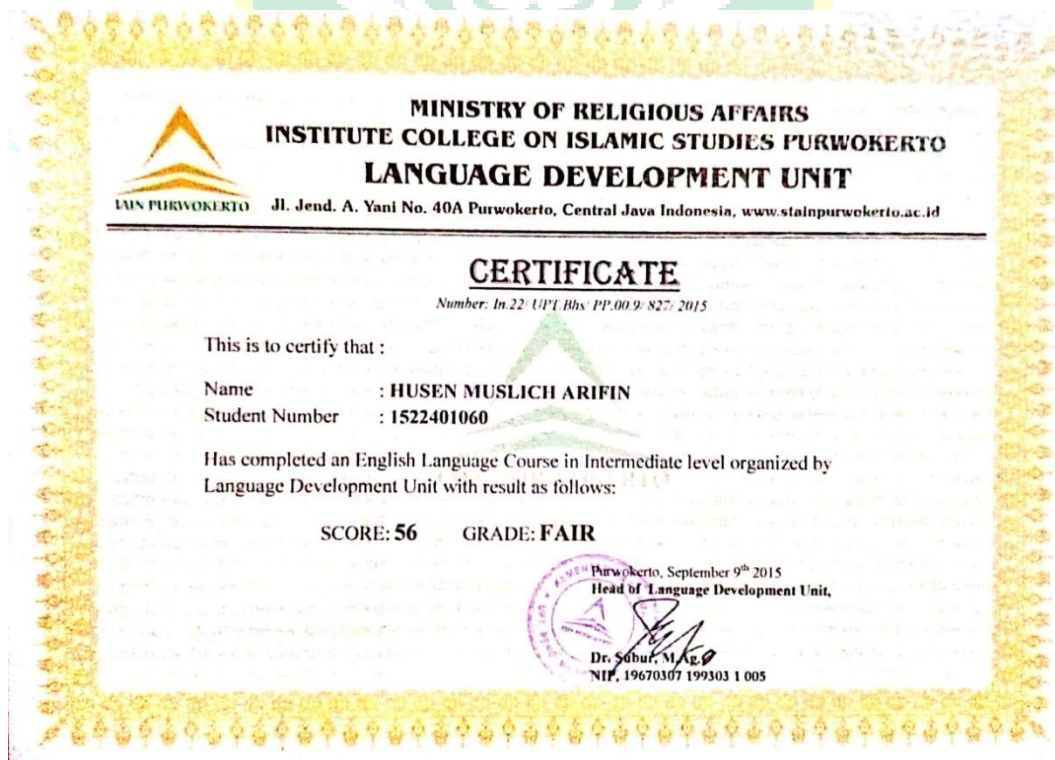 MINISTRY OF RELIGIOUS AFFAIRS
INSTITUTE COLLEGE ON ISLAMIC STUDIES PURWOKERTO
LANGUAGE DEVELOPMENT UNIT
IAIN PURWOKERTO
Jl. Jend. A. Yani No. 40A Purwokerto, Central Java Indonesia, www.stainpurwokerto.ac.id
CERTIFICATE
Number: In.22/ UPT.Bhs/ PP.00.9/ 827/ 2015
This is to certify that :
Name : HUSEN MUSLICH ARIFIN
Student Number : 1522401060
Has completed an English Language Course in Intermediate level organized by
Language Development Unit with result as follows:
SCORE: 56 GRADE: FAIR
Purwokerto, September 9th 2015
Head of Language Development Unit,
Dr. Subur, M.Ag.
NIP. 19670307 199303 1 005